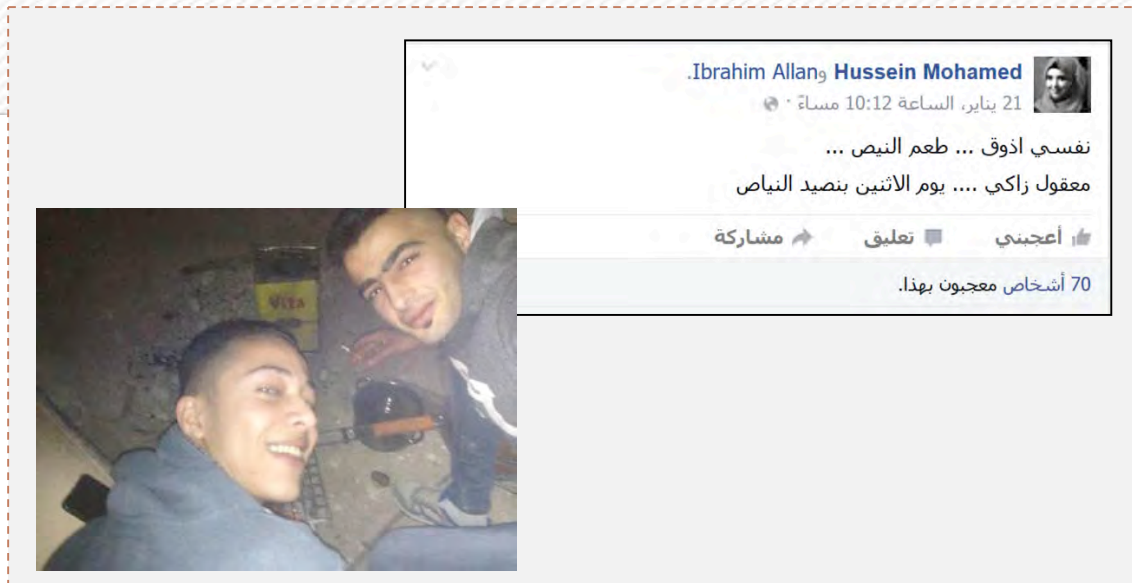 Hussein Mohamed وIbrahim Allan.
21 يناير، الساعة 10:12 مساءً ·
نفسي اذوق ... طعم النيص ...
معقول زاكي .... يوم الاثنين بنصيد النياص
أعجبني تعليق مشاركة
70 أشخاص معجبون بهذا.
VITA